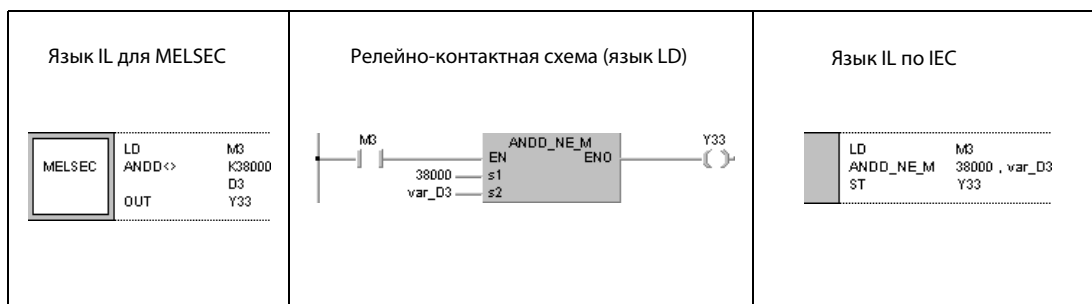 Язык IL для MELSEC
MELSEC
LD M3
ANDD<> K38000
D3
OUT Y33
Релейно-контактная схема (язык LD)
M3
ANDD_NE_M
Y33
EN ENO
38000 s1
var_D3 s2
Язык IL по IEC
LD M3
ANDD_NE_M 38000 , var_D3
ST Y33